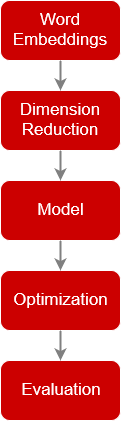 Word
Embeddings
Dimension
Reduction
Model
Optimization
Evaluation